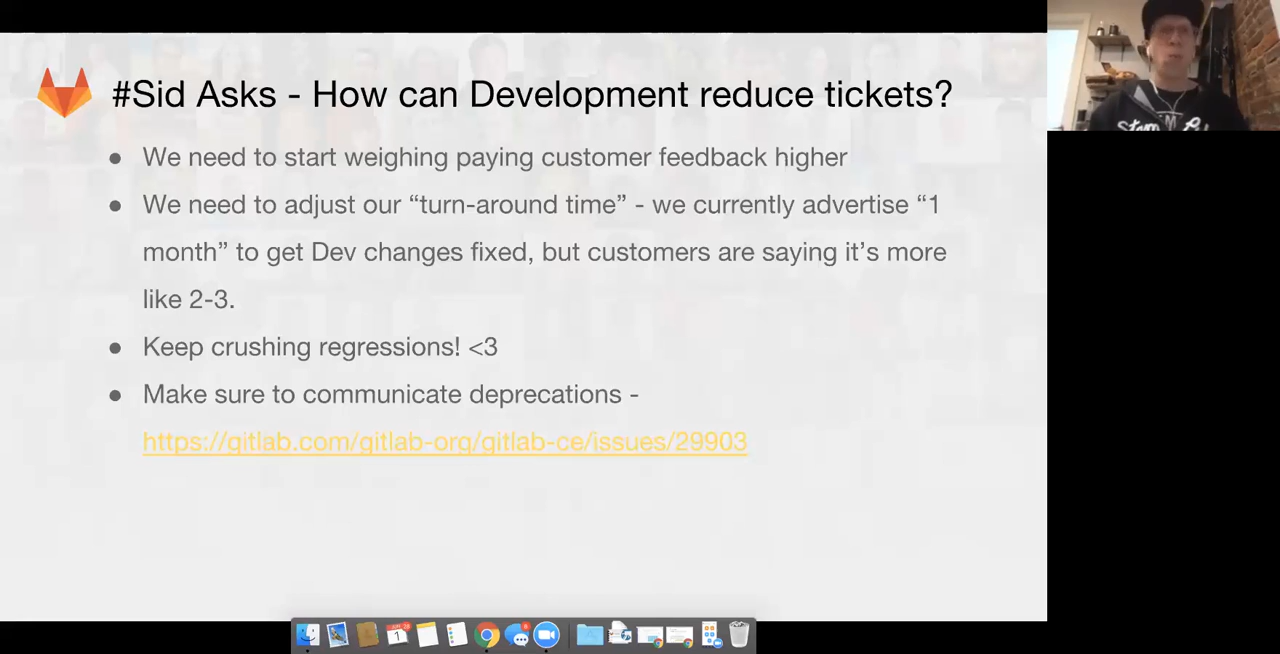 #Sid Asks - How can Development reduce tickets?
● We need to start weighing paying customer feedback higher
● We need to adjust our “turn-around time” - we currently advertise “1
month” to get Dev changes fixed, but customers are saying it’s more
like 2-3.
● Keep crushing regressions! <3
● Make sure to communicate deprecations -
https://gitlab.com/gitlab-org/gitlab-ce/issues/29903
1